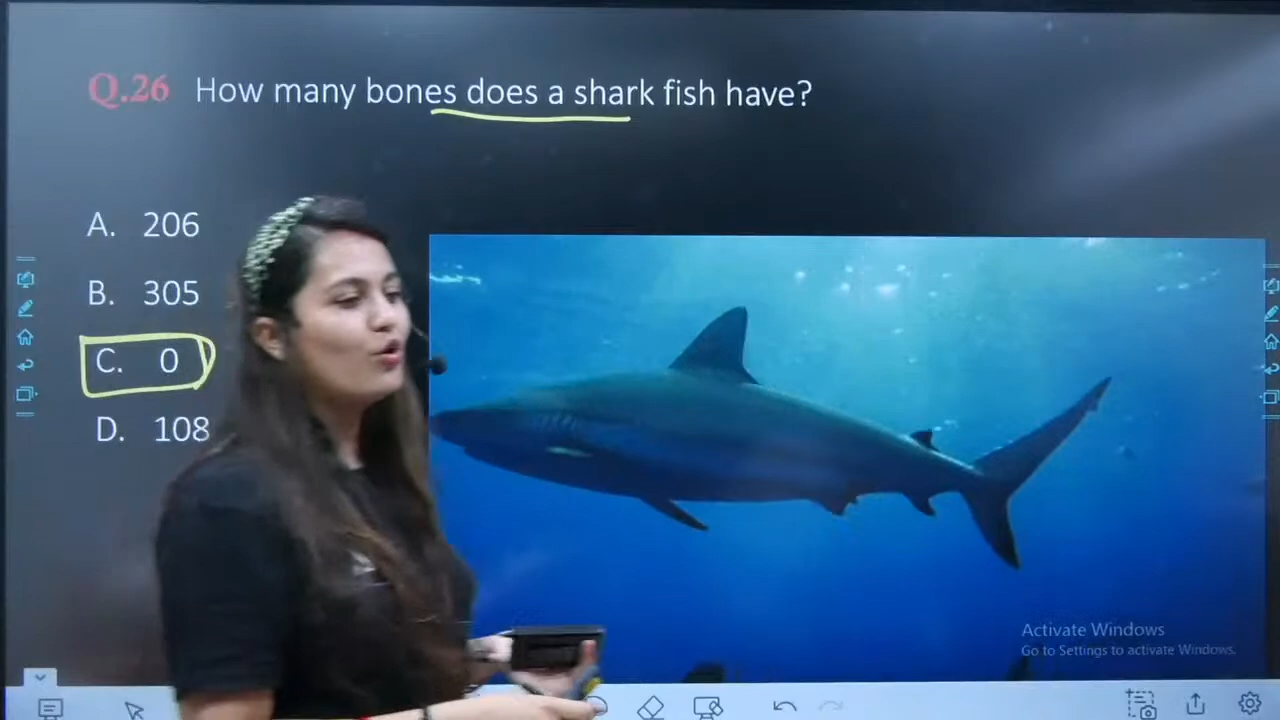 Q.26 How many bones does a shark fish have?
A. 206
B. 305
C. 0
D. 108
Activate Windows
Go to Settings to activate Windows.